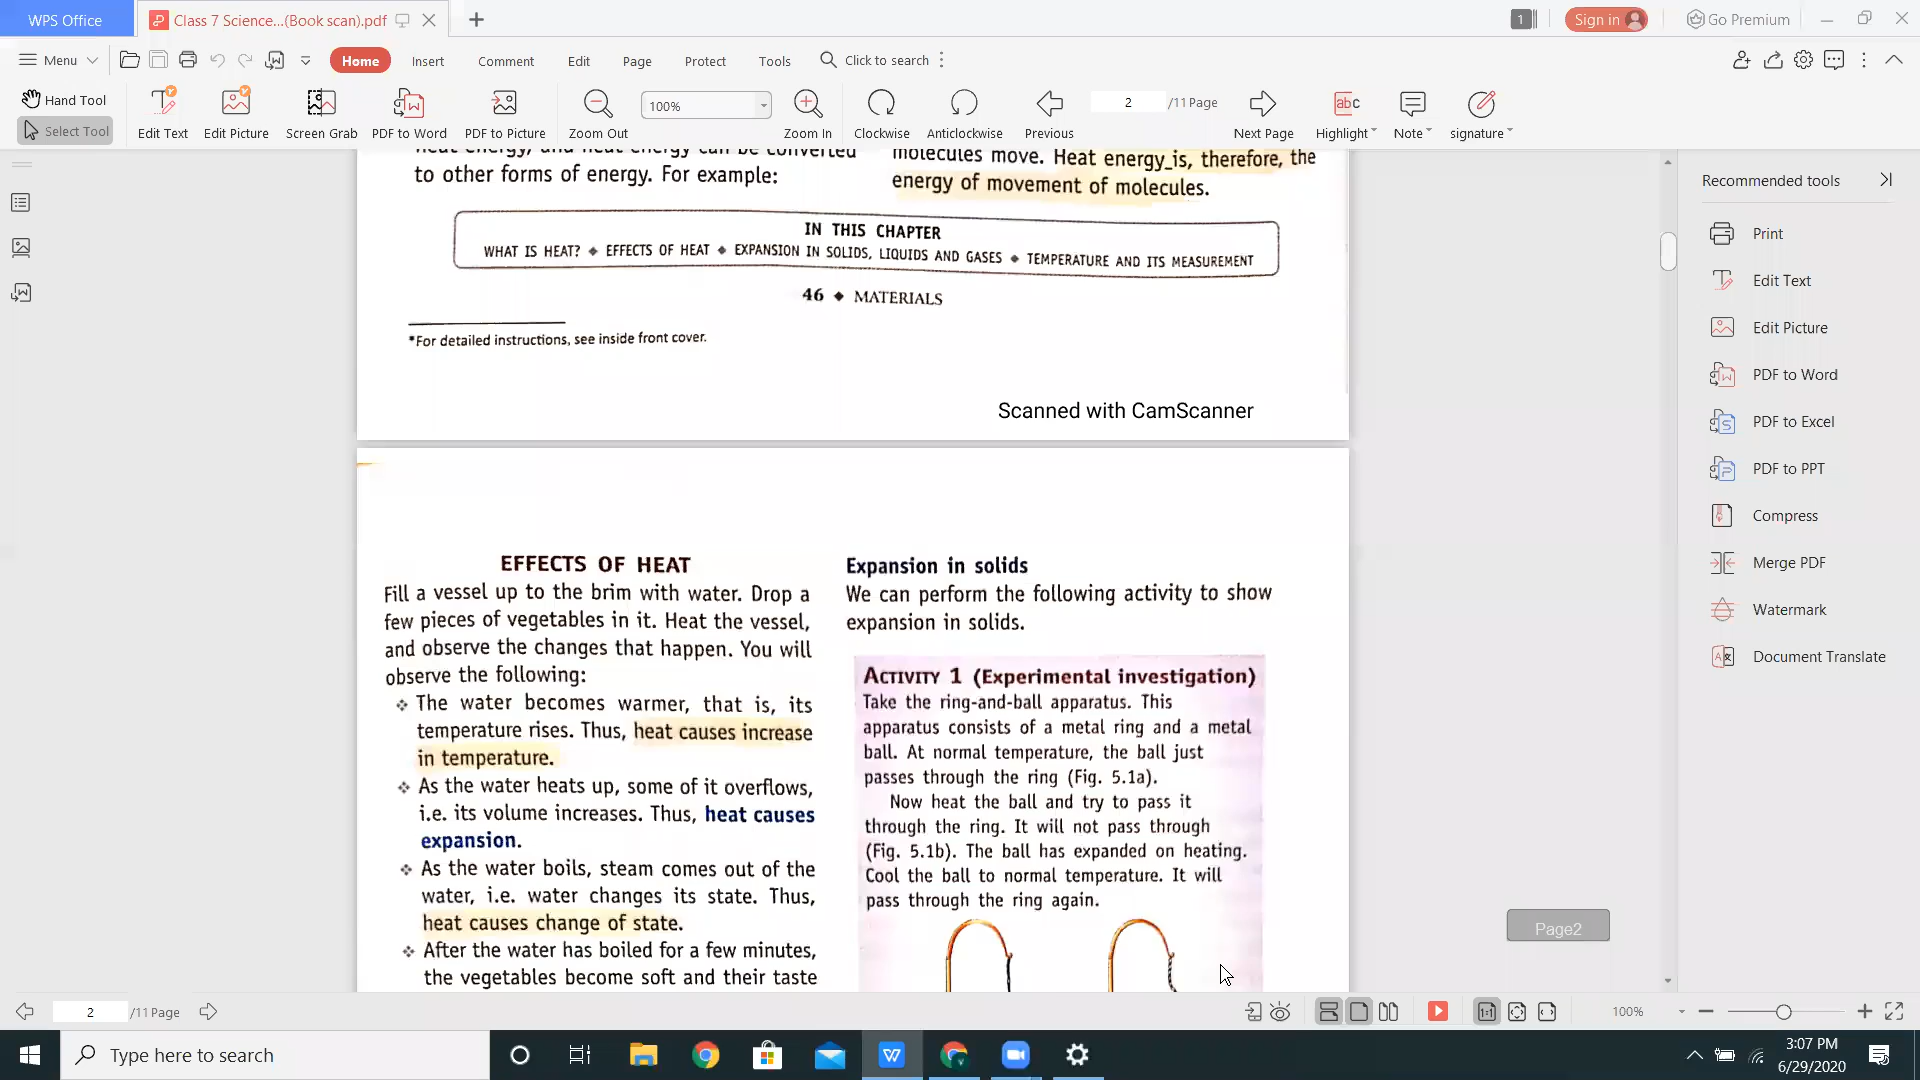 WPS Office
Class 7 Science...(Book scan).pdf
1
Sign in
Go Premium
Menu
Home
Insert
Comment
Edit
Page
Protect
Tools
Click to search
Hand Tool
Select Tool
Edit Text
Edit Picture
Screen Grab
PDF to Word
PDF to Picture
Zoom Out
100%
Zoom In
Clockwise
Anticlockwise
Previous
2
/11Page
Next Page
abc
Highlight
Note
signature
heat energy, and heat energy can be converted
to other forms of energy. For example:
molecules move. Heat energy is, therefore, the
energy of movement of molecules.
IN THIS CHAPTER
WHAT IS HEAT? ❖ EFFECTS OF HEAT ❖ EXPANSION IN SOLIDS, LIQUIDS AND GASES ❖ TEMPERATURE AND ITS MEASUREMENT
46 ❖ MATERIALS
*For detailed instructions, see inside front cover.
Scanned with CamScanner
EFFECTS OF HEAT
Fill a vessel up to the brim with water. Drop a
few pieces of vegetables in it. Heat the vessel,
and observe the changes that happen. You will
observe the following:
❖ The water becomes warmer, that is, its
temperature rises. Thus, heat causes increase
in temperature.
❖ As the water heats up, some of it overflows,
i.e. its volume increases. Thus, heat causes
expansion.
❖ As the water boils, steam comes out of the
water, i.e. water changes its state. Thus,
heat causes change of state.
❖ After the water has boiled for a few minutes,
the vegetables become soft and their taste
Expansion in solids
We can perform the following activity to show
expansion in solids.
ACTIVITY 1 (Experimental investigation)
Take the ring-and-ball apparatus. This
apparatus consists of a metal ring and a metal
ball. At normal temperature, the ball just
passes through the ring (Fig. 5.1a).
Now heat the ball and try to pass it
through the ring. It will not pass through
(Fig. 5.1b). The ball has expanded on heating.
Cool the ball to normal temperature. It will
pass through the ring again.
Recommended tools
Print
Edit Text
Edit Picture
PDF to Word
PDF to Excel
PDF to PPT
Compress
Merge PDF
Watermark
Document Translate
Page2
2
/11Page
100%
Type here to search
3:07 PM
6/29/2020